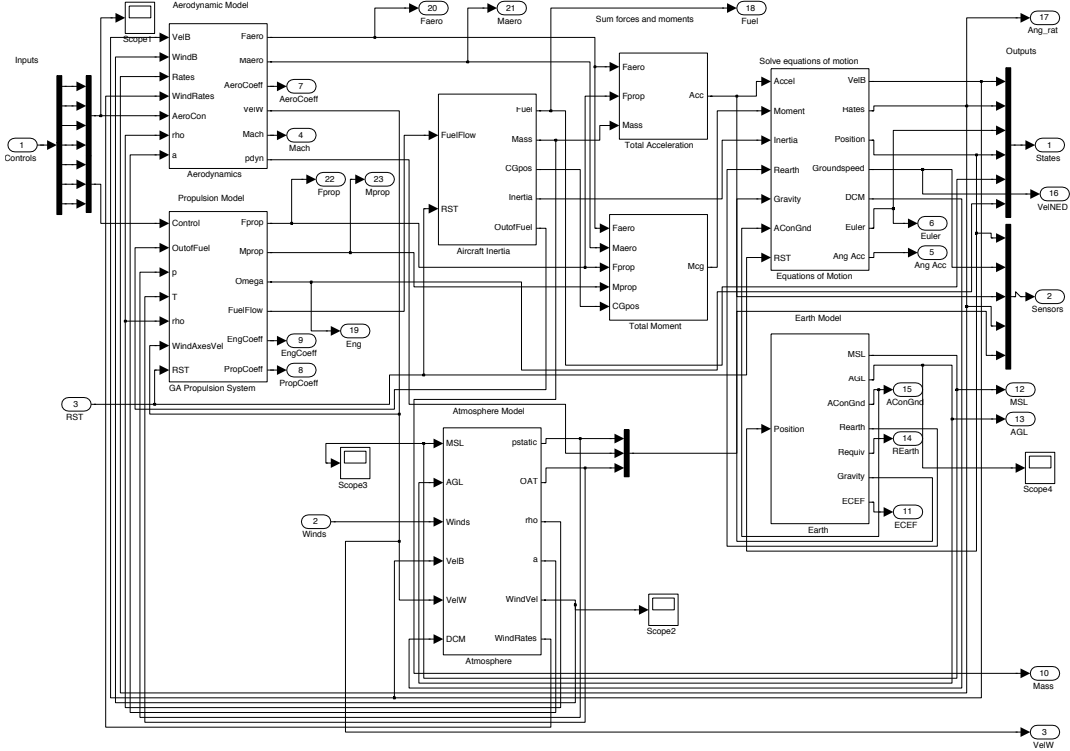 Aerodynamic Model
20
Faero
21
Maero
Sum forces and moments
18
Fuel
17
Ang_rat
Scope1
Inputs
Outputs
1
Controls
VelB
WindB
Rates
WindRates
AeroCon
rho
a
Faero
Maero
AeroCoeff
VelW
Mach
pdyn
Aerodynamics
7
AeroCoeff
4
Mach
FuelFlow
RST
Fuel
Mass
CGpos
Inertia
OutofFuel
Aircraft Inertia
Faero
Fprop
Mass
Acc
Total Acceleration
Solve equations of motion
Accel
Moment
Inertia
Rearth
Gravity
AConGnd
RST
VelB
Rates
Position
Groundspeed
DCM
Euler
Ang Acc
Equations of Motion
1
States
16
VelNED
6
Euler
5
Ang Acc
2
Sensors
Propulsion Model
22
Fprop
23
Mprop
Control
OutofFuel
p
T
rho
WindAxesVel
RST
Fprop
Mprop
Omega
FuelFlow
EngCoeff
PropCoeff
GA Propulsion System
9
EngCoeff
8
PropCoeff
19
Eng
Faero
Maero
Fprop
Mprop
CGpos
Mcg
Total Moment
Earth Model
Position
MSL
AGL
AConGnd
Rearth
Requiv
Gravity
ECEF
Earth
15
AConGnd
14
REarth
11
ECEF
12
MSL
13
AGL
Scope4
3
RST
Atmosphere Model
MSL
AGL
Winds
VelB
VelW
DCM
pstatic
OAT
rho
a
WindVel
WindRates
Atmosphere
Scope3
2
Winds
Scope2
10
Mass
3
VelW